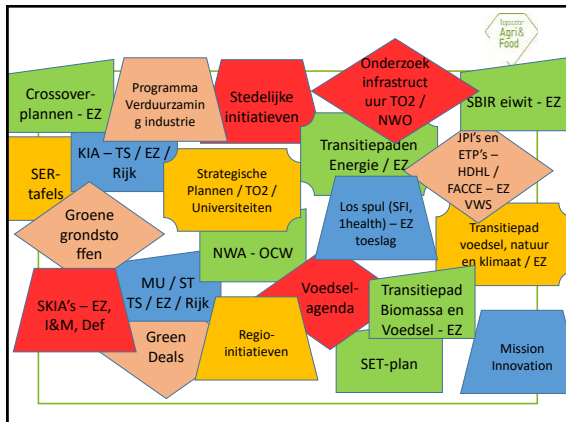 Topsector
Agri&
Food
Crossover-
plannen - EZ
Programma
Verduurzamin
g industrie
Stedelijke
initiatieven
Onderzoek
infrastruct
uur TO2 /
NWO
SBIR eiwit - EZ
SER-
tafels
KIA – TS / EZ /
Rijk
Strategische
Plannen / TO2 /
Universiteiten
Transitiepaden
Energie / EZ
JPI's en
ETP's –
HDHL /
FACCE – EZ
VWS
Groene
grondsto
ffen
NWA - OCW
Los spul (SFI,
1health) – EZ
toeslag
Transitiepad
voedsel, natuur
en klimaat / EZ
SKIA's – EZ,
I&M, Def
MU / ST
TS / EZ / Rijk
Green
Deals
Regio-
initiatieven
Voedsel-
agenda
Transitiepad
Biomassa en
Voedsel - EZ
SET-plan
Mission
Innovation